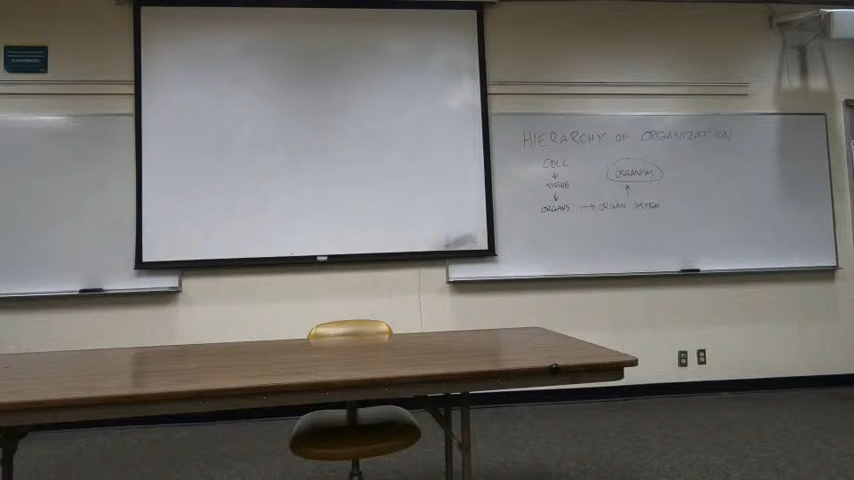 HIERARCHY OF ORGANIZATION
CELL
↓
TISSUE
↓
ORGANS → ORGAN SYSTEM
↑
ORGANISM